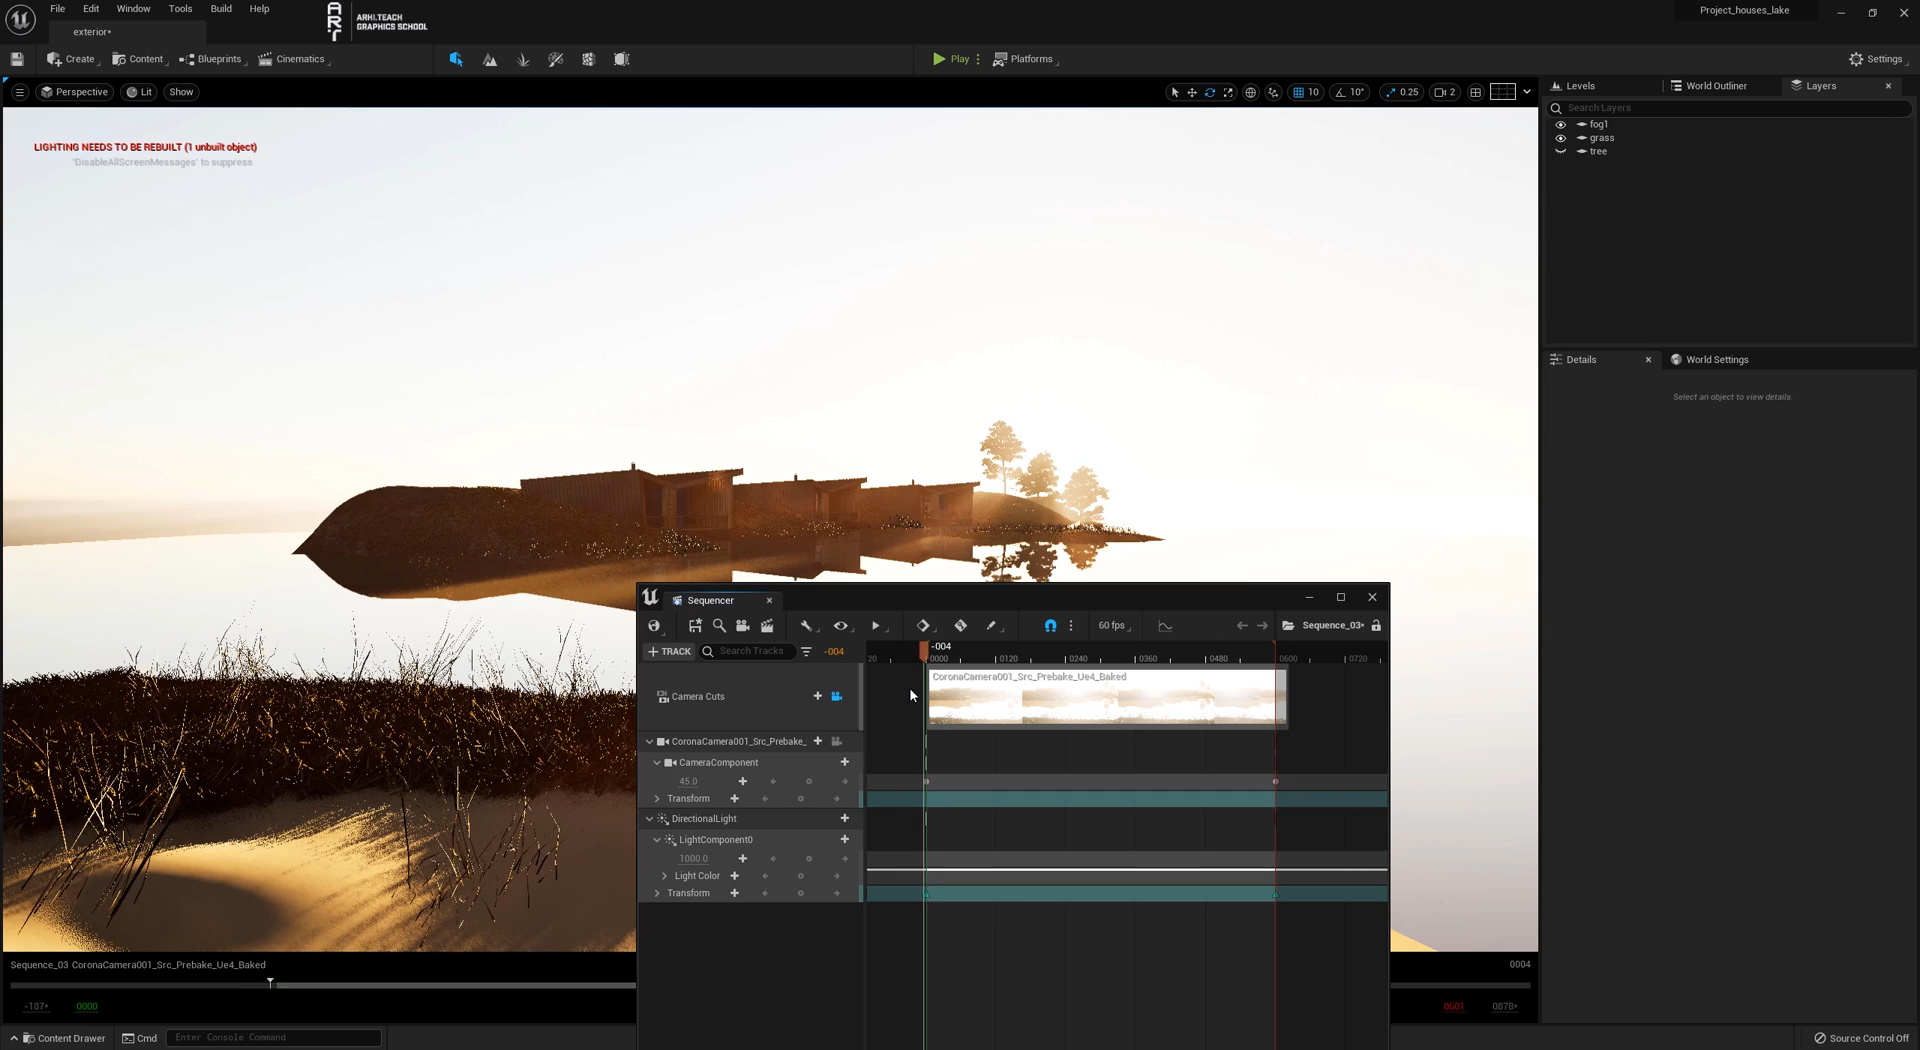 File Edit Window Tools Build Help
ART ARHI.TEACH
GRAPHICS SCHOOL
Project_houses_lake
exterior*
Create Content Blueprints Cinematics Play Platforms Settings
Perspective Lit Show 10 10° 0.25 2
Levels World Outliner Layers
Search Layers
fog1
grass
tree
LIGHTING NEEDS TO BE REBUILT (1 unbuilt object)
'DisableAllScreenMessages' to suppress
Details World Settings
Select an object to view details.
Sequencer
60 fps Sequence_03*
TRACK Search Tracks -004
-004
20 0000 0120 0240 0360 0480 0600 0720
Camera Cuts
CoronaCamera001_Src_Prebake_Ue4_Baked
CoronaCamera001_Src_Prebake_
CameraComponent
45.0
Transform
DirectionalLight
LightComponent0
1000.0
Light Color
Transform
Sequence_03 CoronaCamera001_Src_Prebake_Ue4_Baked
0004
-187* 0000
0601 0878*
Content Drawer Cmd Enter Console Command
Source Control Off